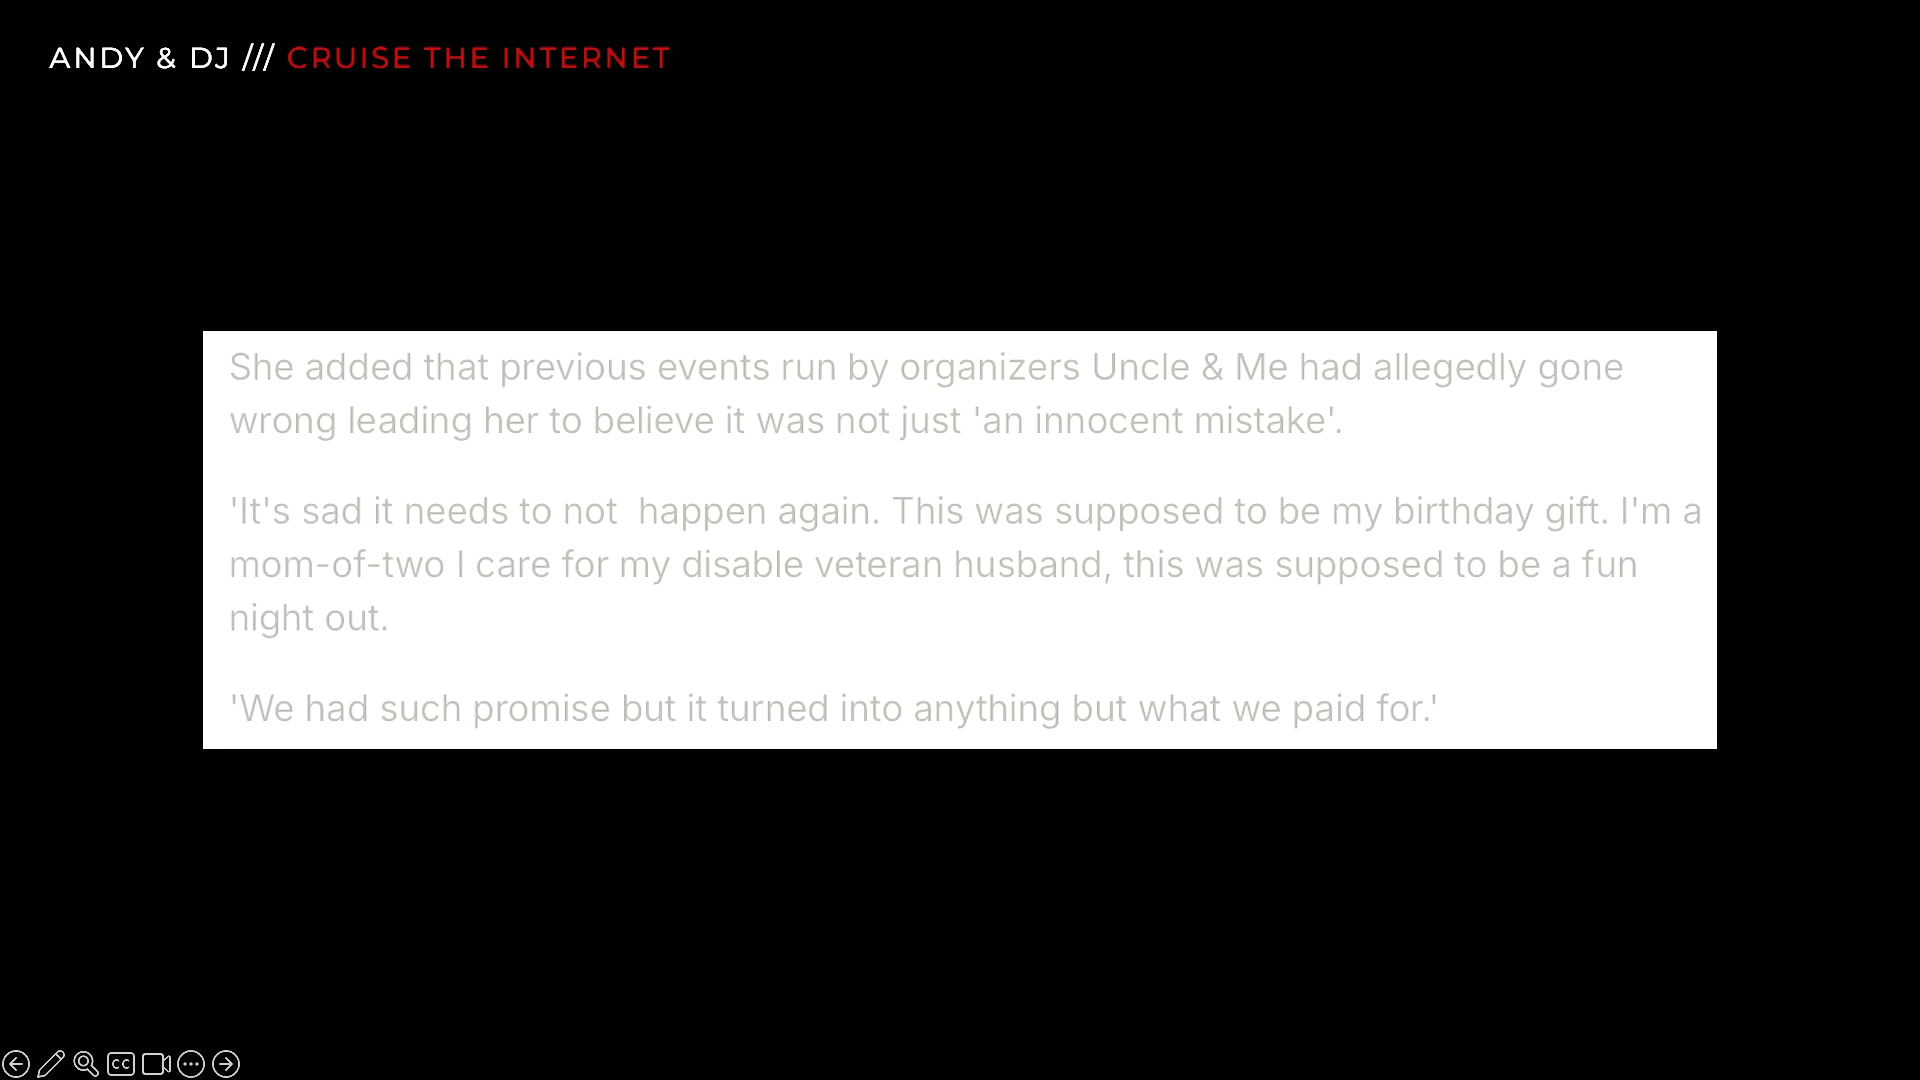 ANDY & DJ /// CRUISE THE INTERNET
She added that previous events run by organizers Uncle & Me had allegedly gone
wrong leading her to believe it was not just 'an innocent mistake'.
'It's sad it needs to not  happen again. This was supposed to be my birthday gift. I'm a
mom-of-two I care for my disable veteran husband, this was supposed to be a fun
night out.
'We had such promise but it turned into anything but what we paid for.'
CC